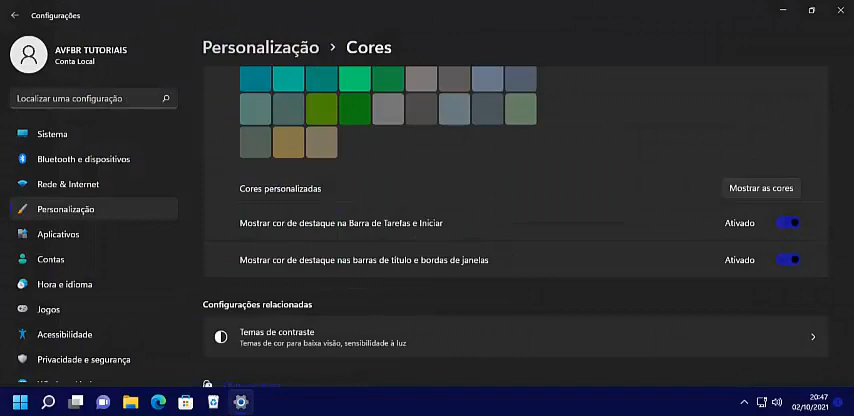 Configurações
AVFBR TUTORIAIS
Conta Local
Localizar uma configuração
Sistema
Bluetooth e dispositivos
Rede & Internet
Personalização
Aplicativos
Contas
Hora e idioma
Jogos
Acessibilidade
Privacidade e segurança
Personalização > Cores
Cores personalizadas
Mostrar as cores
Mostrar cor de destaque na Barra de Tarefas e Iniciar
Ativado
Mostrar cor de destaque nas barras de título e bordas de janelas
Ativado
Configurações relacionadas
Temas de contraste
Temas de cor para baixa visão, sensibilidade à luz
20:47
02/10/2021